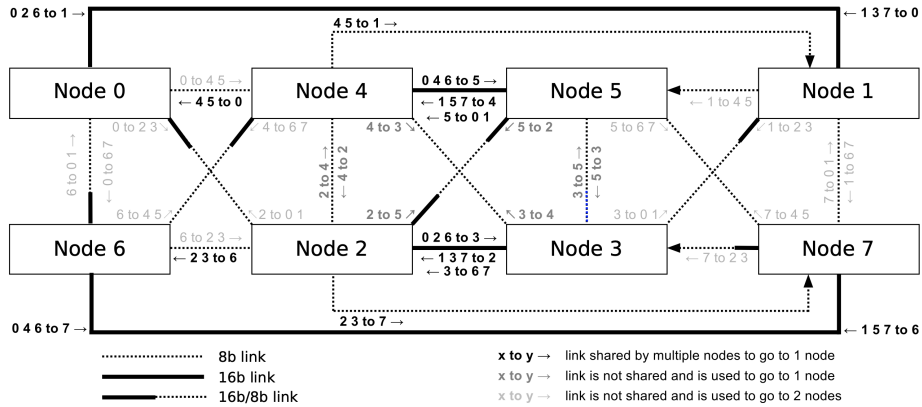 0 2 6 to 1 →
← 1 3 7 to 0
4 5 to 1 →
Node 0
Node 4
Node 5
Node 1
0 to 4 5 →
← 4 5 to 0
0 4 6 to 5 →
← 1 5 7 to 4
← 5 to 0 1
← 1 to 4 5
0 to 2 3 ↘
↙ 4 to 6 7
4 to 3 ↘
↙ 5 to 2
5 to 6 7 ↘
↙ 1 to 2 3
6 to 0 1 →
← 0 to 6 7
2 to 4 →
← 4 to 2
3 to 5 →
← 5 to 3
7 to 0 1 →
← 1 to 6 7
6 to 4 5 ↗
↖ 2 to 0 1
2 to 5 ↗
↖ 3 to 4
3 to 0 1 ↗
↖ 7 to 4 5
Node 6
Node 2
Node 3
Node 7
6 to 2 3 →
← 2 3 to 6
0 2 6 to 3 →
← 1 3 7 to 2
← 3 to 6 7
← 7 to 2 3
2 3 to 7 →
0 4 6 to 7 →
← 1 5 7 to 6
8b link
16b link
16b/8b link
x to y → link shared by multiple nodes to go to 1 node
x to y → link is not shared and is used to go to 1 node
x to y → link is not shared and is used to go to 2 nodes